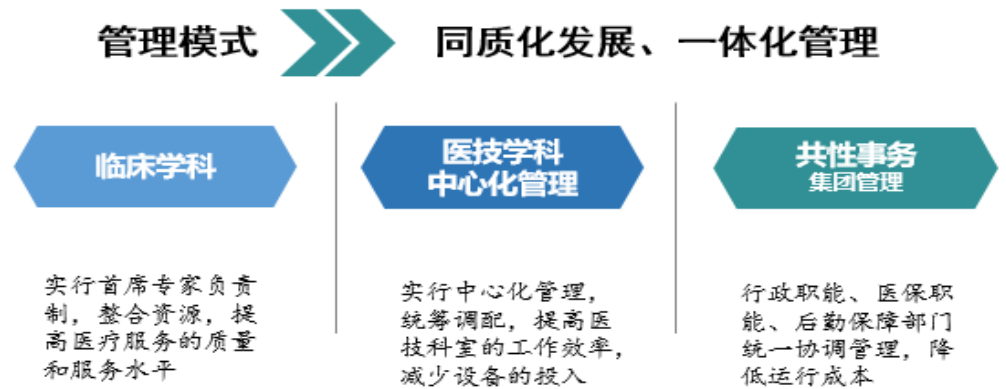 管理模式
同质化发展、一体化管理
临床学科
实行首席专家负责
制，整合资源，提
高医疗服务的质量
和服务水平
医技学科
中心化管理
实行中心化管理，
统筹调配，提高医
技科室的工作效率，
减少设备的投入
共性事务
集团管理
行政职能、医保职
能、后勤保障部门
统一协调管理，降
低运行成本